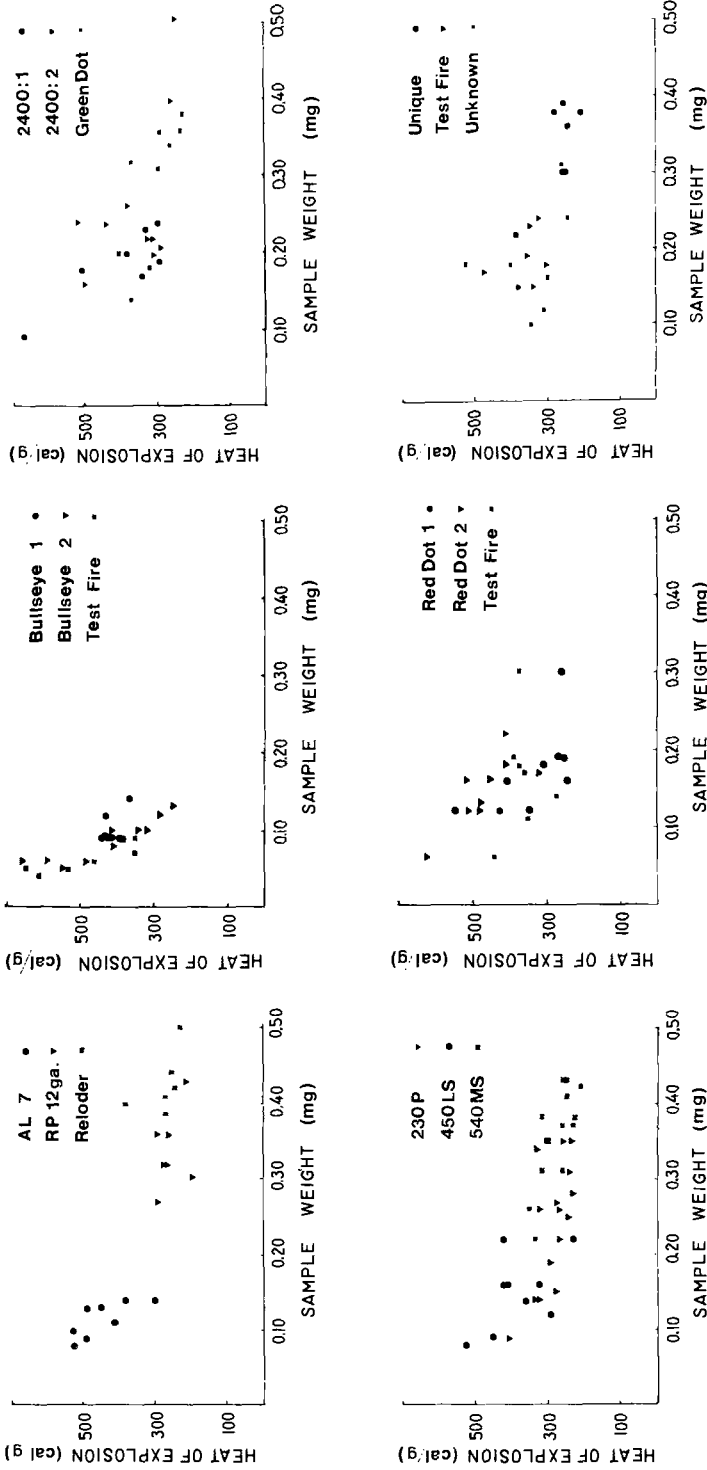 AL 7
RP 12ga.
Reloder
HEAT OF EXPLOSION (cal/g)
500
300
100
0.10 0.20 0.30 0.40 0.50
SAMPLE WEIGHT (mg)
Bullseye 1
Bullseye 2
Test Fire
HEAT OF EXPLOSION (cal/g)
500
300
100
0.10 0.20 0.30 0.40 0.50
SAMPLE WEIGHT (mg)
2400:1
2400:2
Green Dot
HEAT OF EXPLOSION (cal/g)
500
300
100
0.10 0.20 0.30 0.40 0.50
SAMPLE WEIGHT (mg)
230P
450LS
540MS
HEAT OF EXPLOSION (cal/g)
500
300
100
0.10 0.20 0.30 0.40 0.50
SAMPLE WEIGHT (mg)
Red Dot 1
Red Dot 2
Test Fire
HEAT OF EXPLOSION (cal/g)
500
300
100
0.10 0.20 0.30 0.40 0.50
SAMPLE WEIGHT (mg)
Unique
Test Fire
Unknown
HEAT OF EXPLOSION (cal/g)
500
300
100
0.10 0.20 0.30 0.40 0.50
SAMPLE WEIGHT (mg)